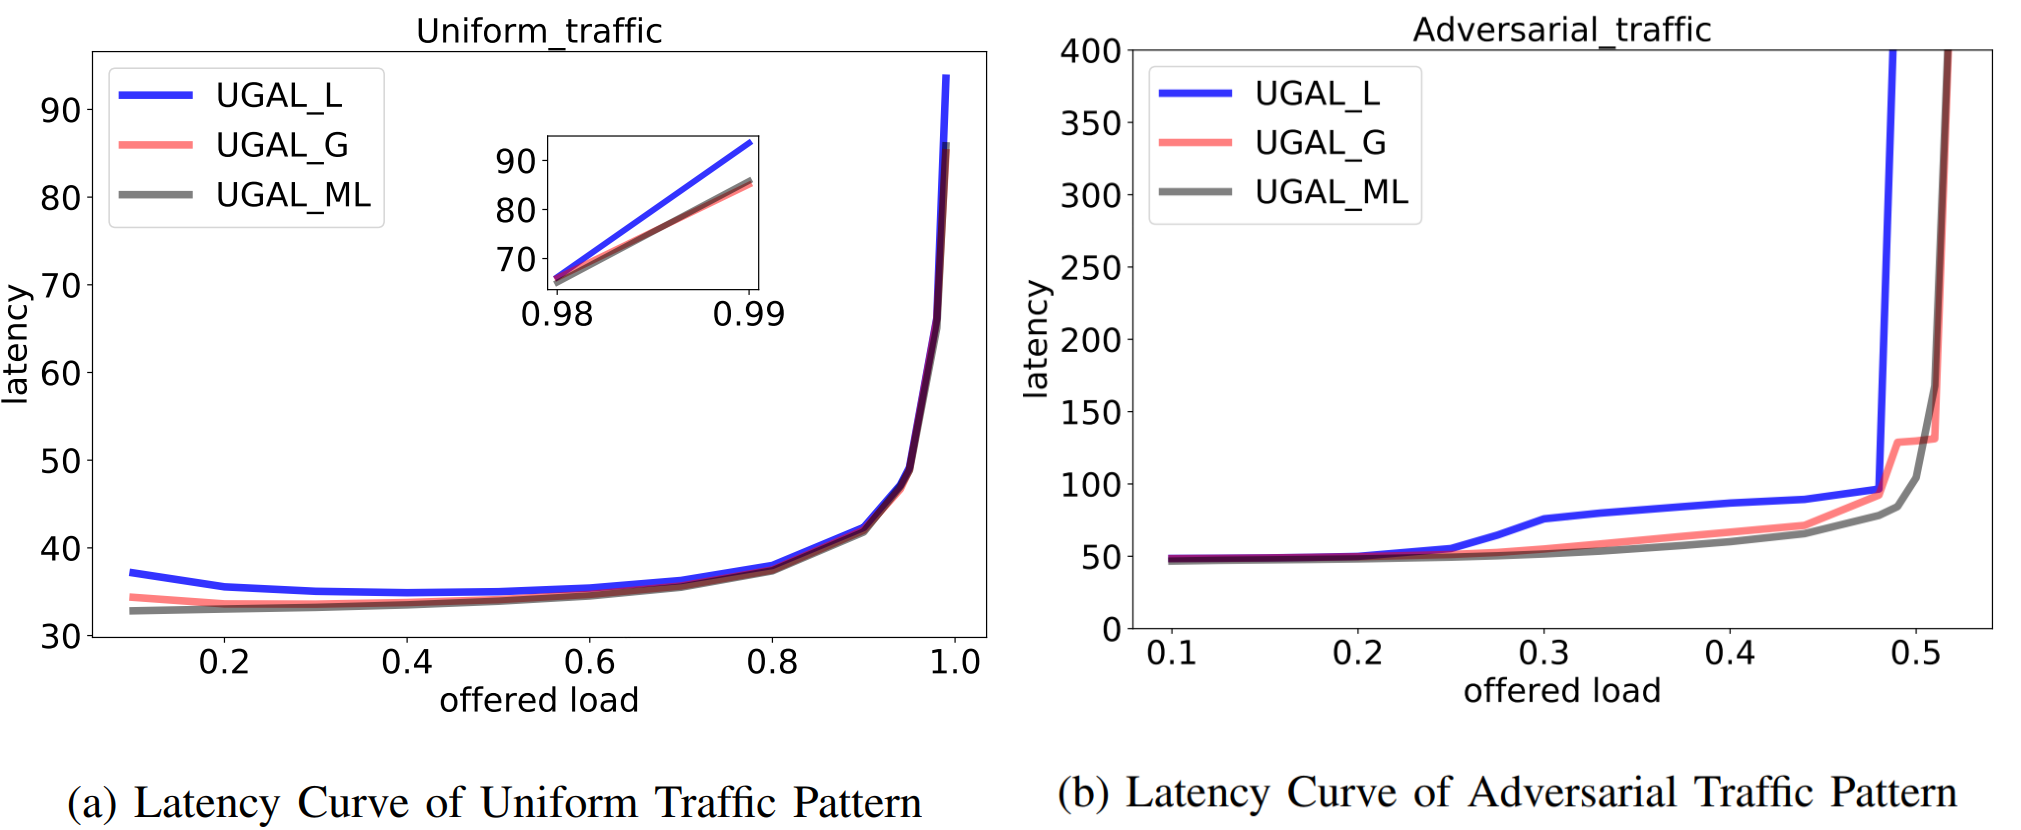 Uniform_traffic
UGAL_L
UGAL_G
UGAL_ML
90
80
70
60
50
40
30
latency
90
80
70
0.98 0.99
0.2 0.4 0.6 0.8 1.0
offered load
(a) Latency Curve of Uniform Traffic Pattern
Adversarial_traffic
UGAL_L
UGAL_G
UGAL_ML
400
350
300
250
200
150
100
50
0
latency
0.1 0.2 0.3 0.4 0.5
offered load
(b) Latency Curve of Adversarial Traffic Pattern